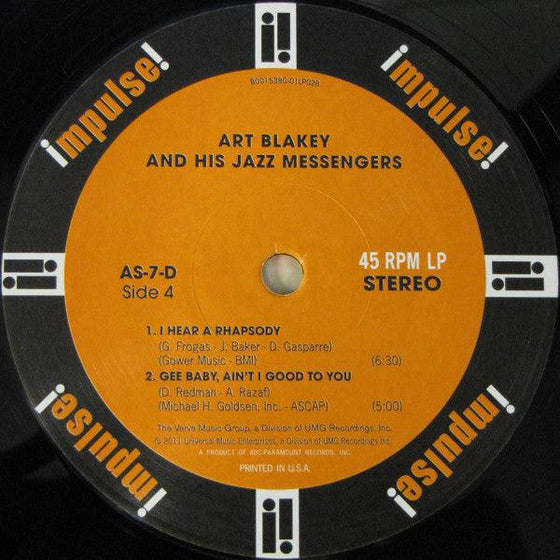 impulse!
impulse!
B0015380-01LP02B
ART BLAKEY
AND HIS JAZZ MESSENGERS
AS-7-D
Side 4
45 RPM LP
STEREO
1. I HEAR A RHAPSODY
(G. Frogas - J. Baker - D. Gasparre)
(Gower Music - BMI) (6:30)
2. GEE BABY, AIN'T I GOOD TO YOU
(D. Redman - A. Razaf)
(Michael H. Goldsen, Inc. - ASCAP) (5:00)
The Verve Music Group, a Division of UMG Recordings, Inc.
© 2011 Universal Music Enterprises, a Division of UMG Recordings Inc.
A PRODUCT OF ABC-PARAMOUNT RECORDS, INC.
PRINTED IN U.S.A.
impulse!
impulse!